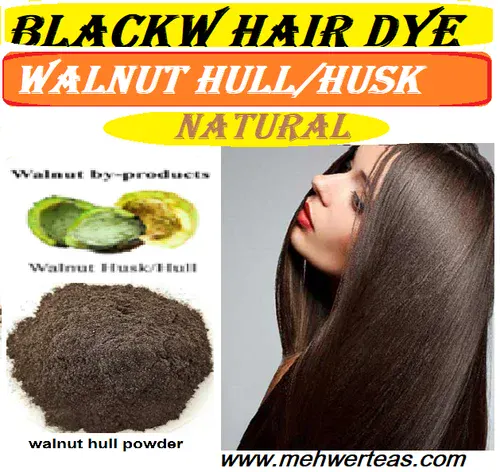 BLACKW HAIR DYE
WALNUT HULL/HUSK
NATURAL
Walnut by-products
Walnut Husk/Hull
walnut hull powder
www.mehwerteas.com